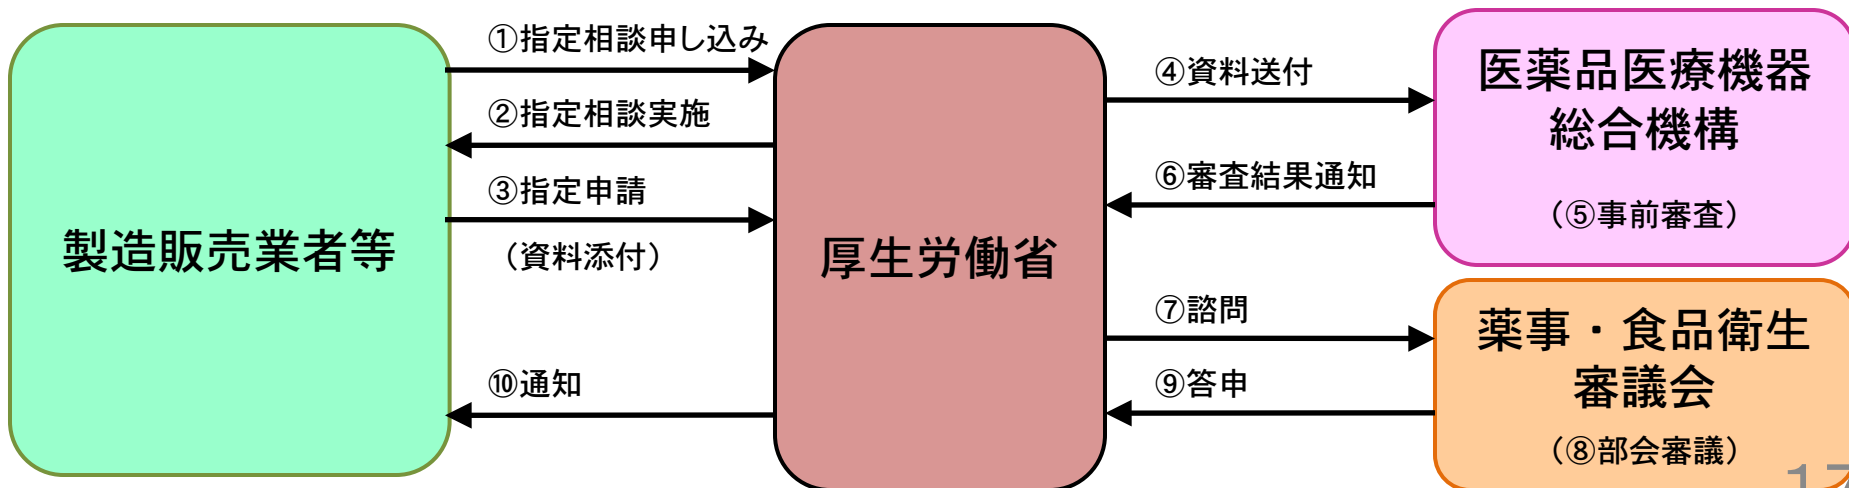 製造販売業者等
①指定相談申し込み
②指定相談実施
③指定申請
（資料添付）
⑩通知
厚生労働省
④資料送付
⑥審査結果通知
⑦諮問
⑨答申
医薬品医療機器
総合機構
（⑤事前審査）
薬事・食品衛生
審議会
（⑧部会審議）
17